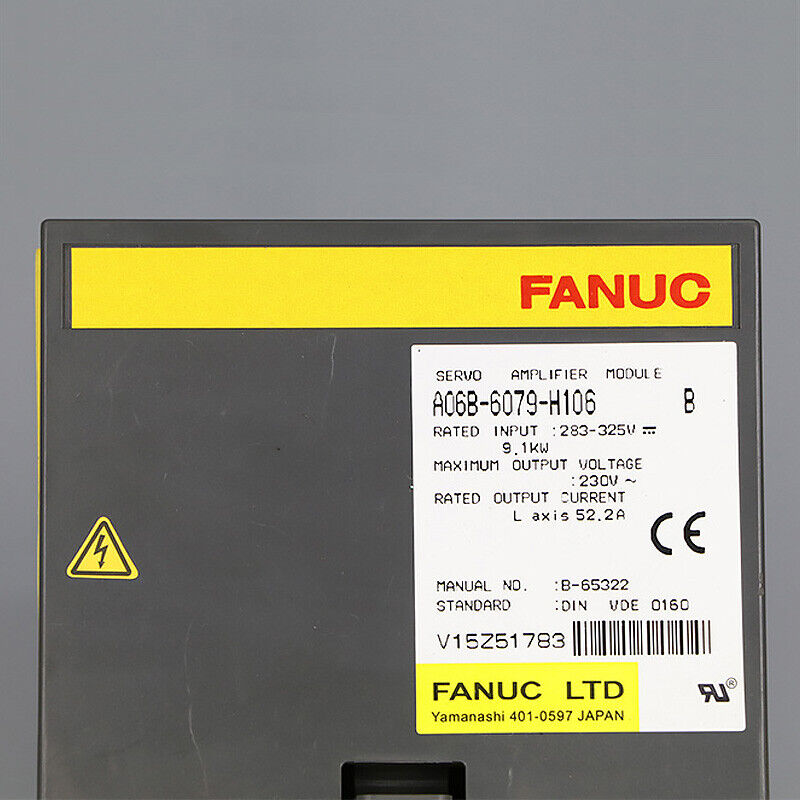 FANUC
SERVO AMPLIFIER MODULE
A06B-6079-H106 B
RATED INPUT :283-325V ⎓
9.1KW
MAXIMUM OUTPUT VOLTAGE
:230V ~
RATED OUTPUT CURRENT
L axis 52.2A
CE
MANUAL NO. :B-65322
STANDARD :DIN VDE 0160
V15Z51783
FANUC LTD
Yamanashi 401-0597 JAPAN
RU®